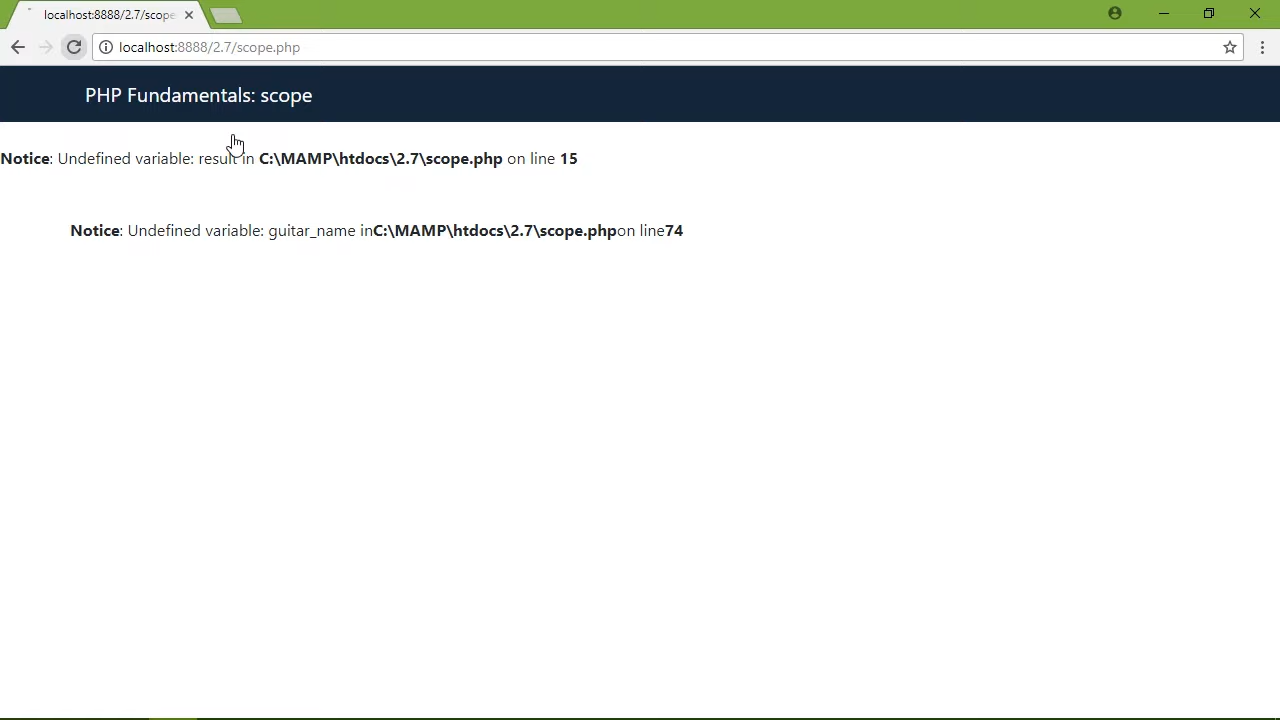 localhost:8888/2.7/scope
localhost:8888/2.7/scope.php
PHP Fundamentals: scope
Notice: Undefined variable: result in C:\MAMP\htdocs\2.7\scope.php on line 15
Notice: Undefined variable: guitar_name inC:\MAMP\htdocs\2.7\scope.phpon line74